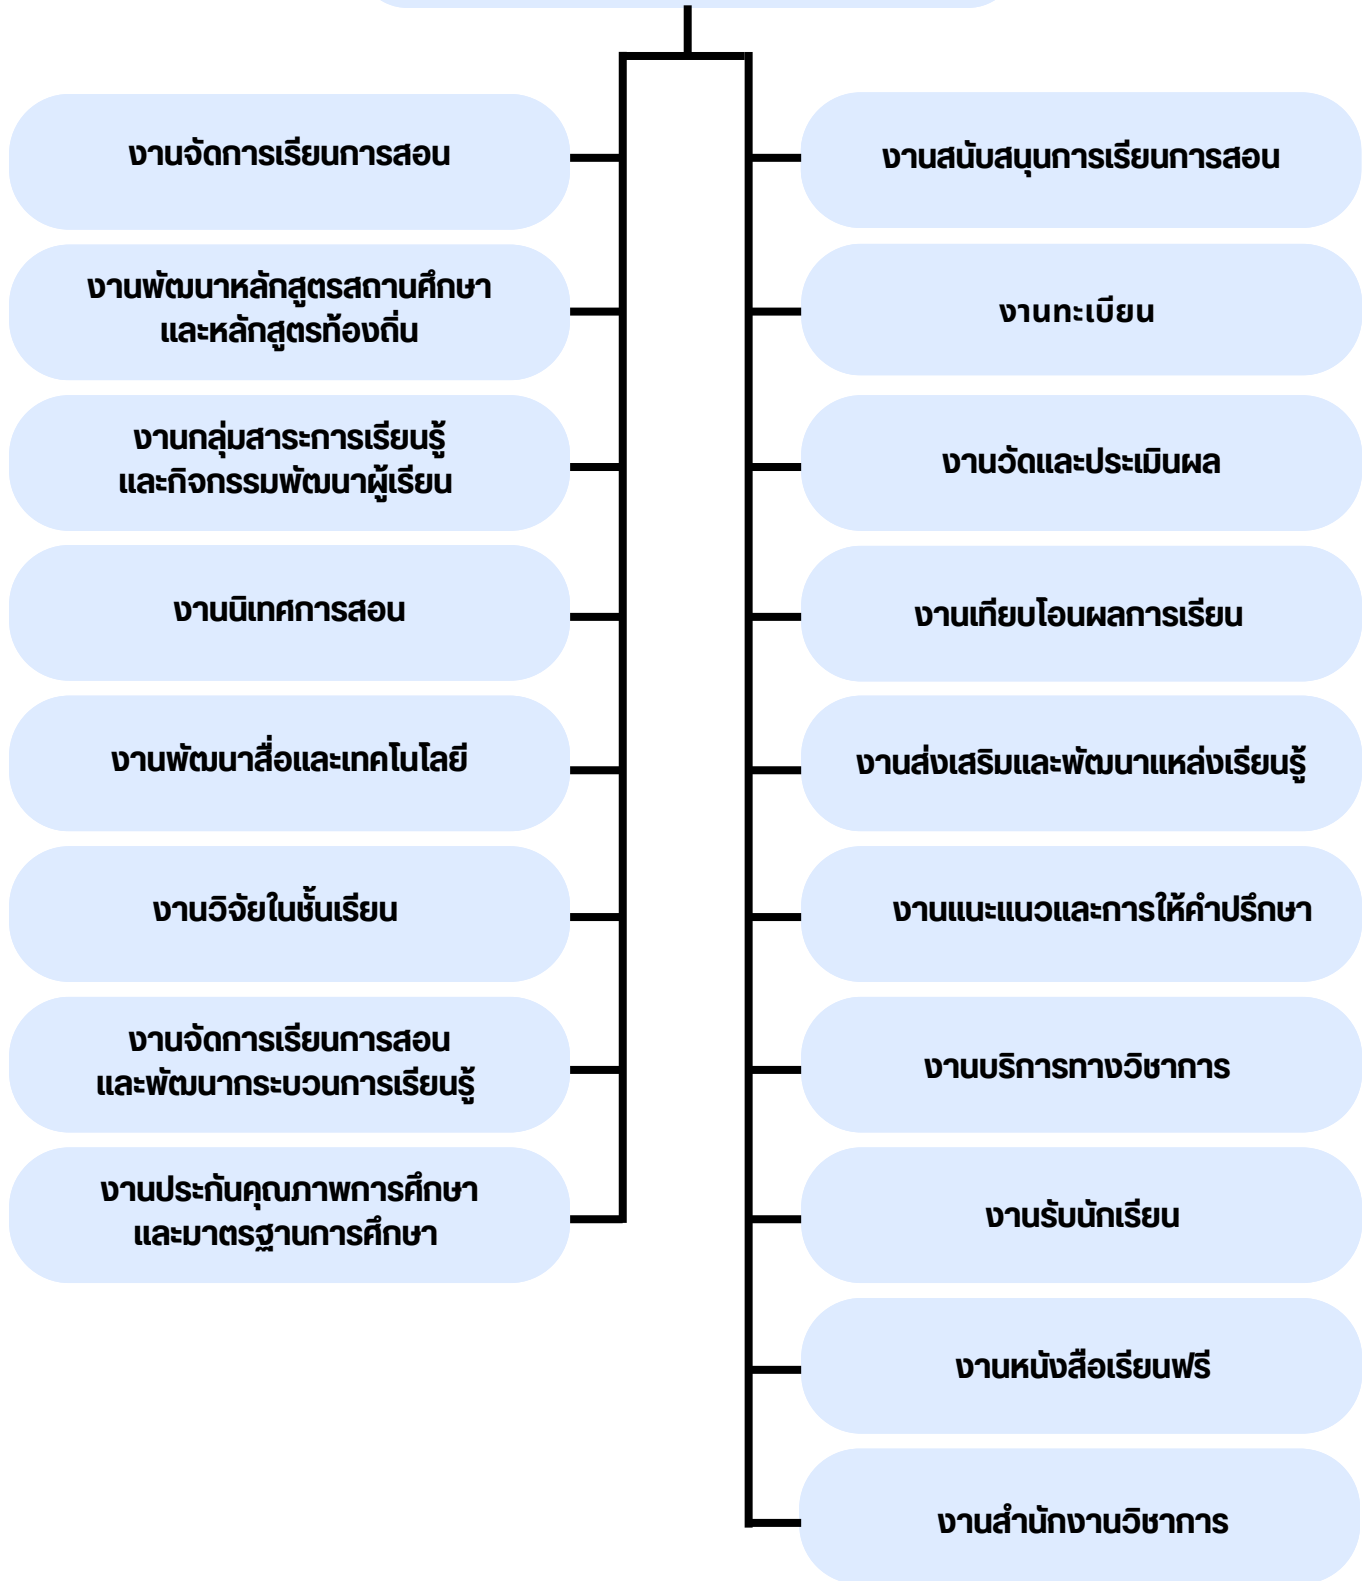 งานจัดการเรียนการสอน
งานพัฒนาหลักสูตรสถานศึกษา
และหลักสูตรท้องถิ่น
งานกลุ่มสาระการเรียนรู้
และกิจกรรมพัฒนาผู้เรียน
งานนิเทศการสอน
งานพัฒนาสื่อและเทคโนโลยี
งานวิจัยในชั้นเรียน
งานจัดการเรียนการสอน
และพัฒนากระบวนการเรียนรู้
งานประกันคุณภาพการศึกษา
และมาตรฐานการศึกษา
งานสนับสนุนการเรียนการสอน
งานทะเบียน
งานวัดและประเมินผล
งานเทียบโอนผลการเรียน
งานส่งเสริมและพัฒนาแหล่งเรียนรู้
งานแนะแนวและการให้คำปรึกษา
งานบริการทางวิชาการ
งานรับนักเรียน
งานหนังสือเรียนฟรี
งานสำนักงานวิชาการ